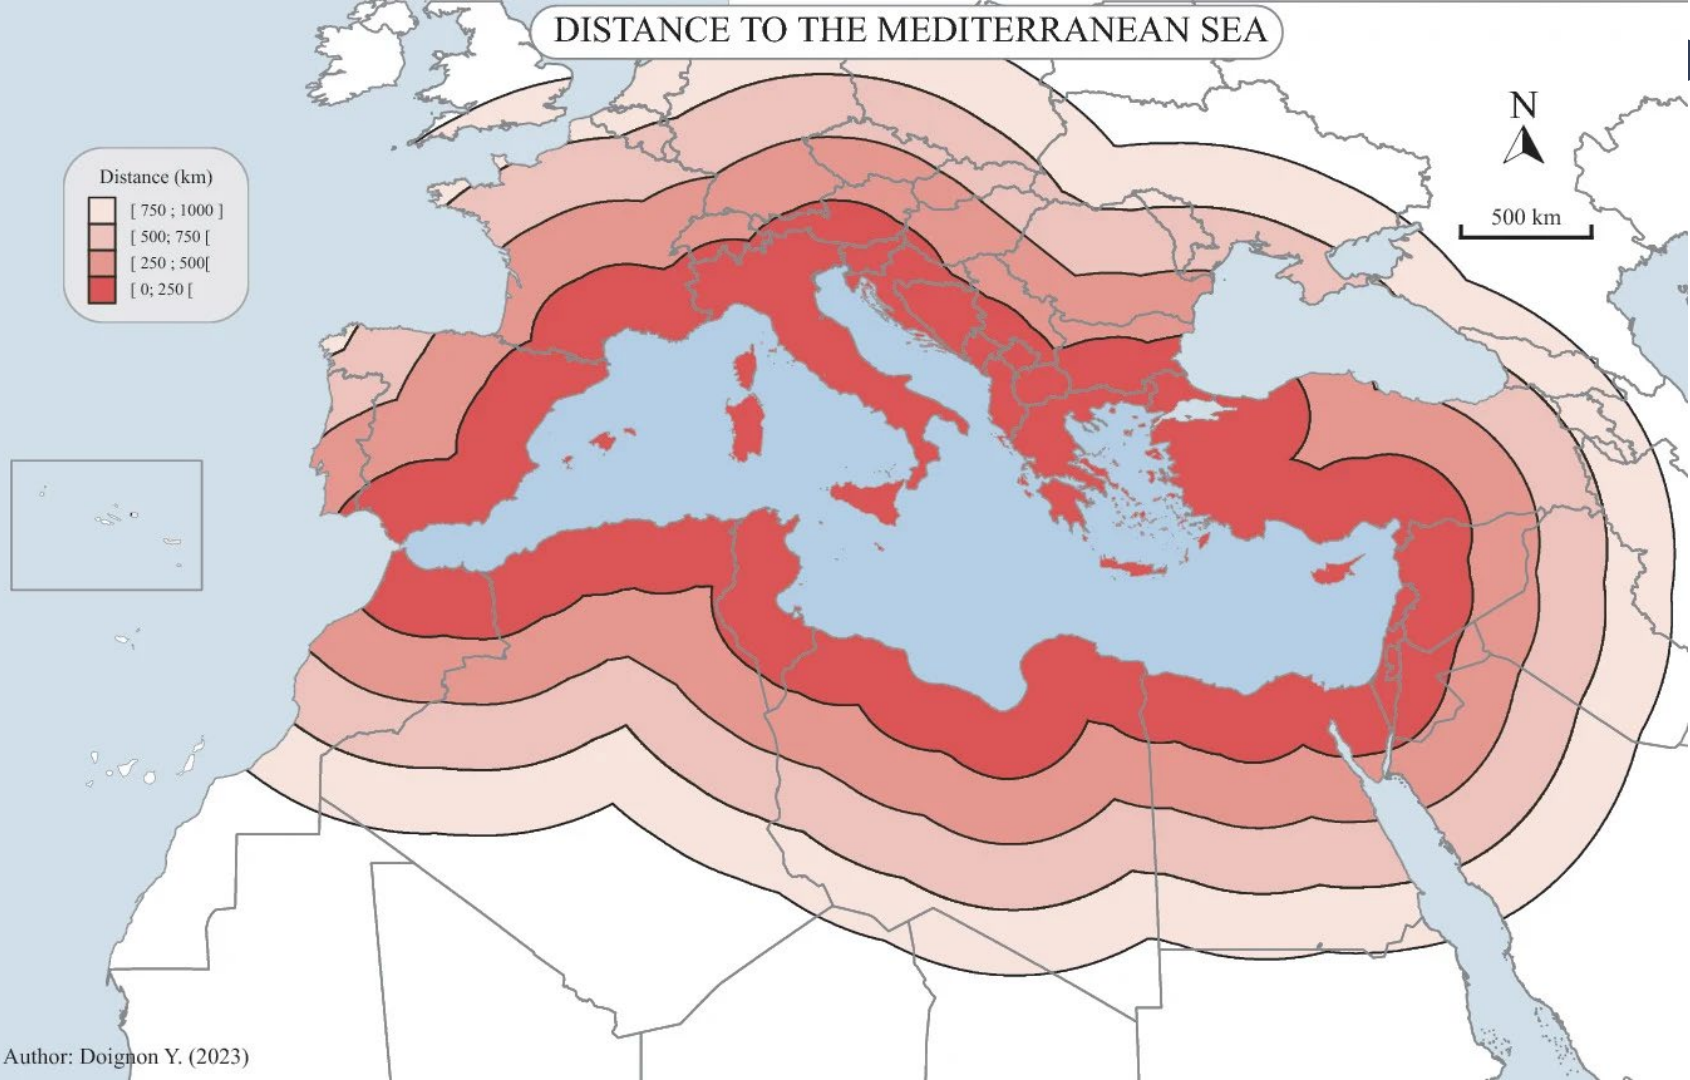 DISTANCE TO THE MEDITERRANEAN SEA
N
500 km
Distance (km)
[ 750 ; 1000 ]
[ 500; 750 [
[ 250 ; 500[
[ 0; 250 [
Author: Doignon Y. (2023)